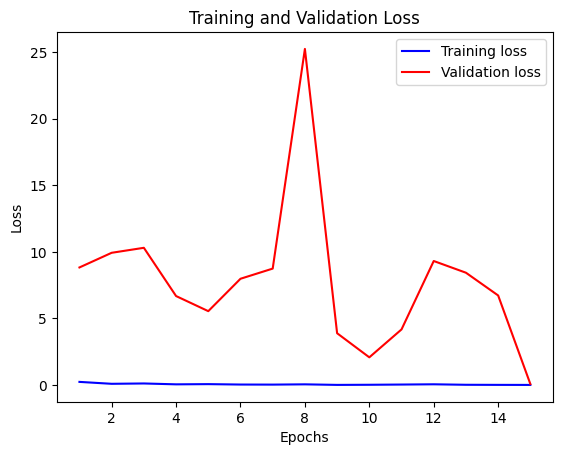 Training and Validation Loss
Training loss
Validation loss
Loss
25
20
15
10
5
0
2 4 6 8 10 12 14
Epochs